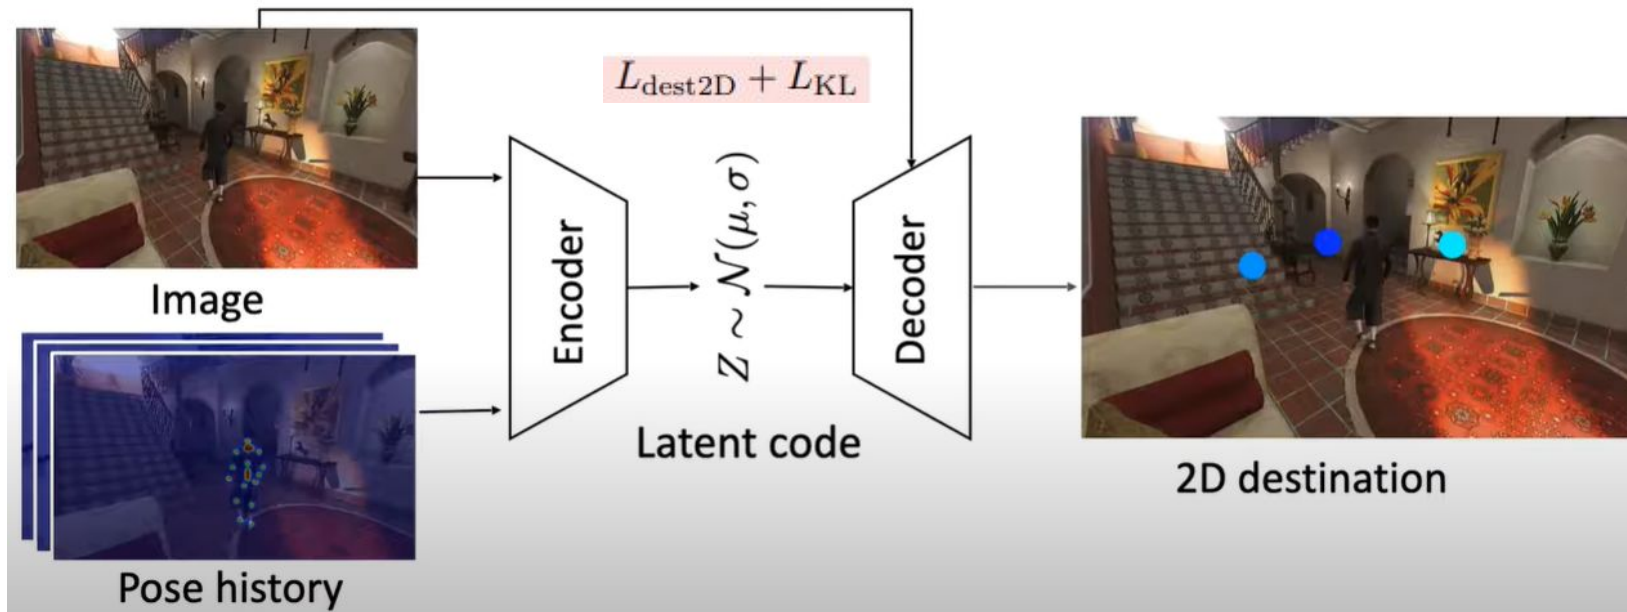 L_dest2D + L_KL
Image
Encoder
Z ∼ 𝒩(μ, σ)
Decoder
Latent code
2D destination
Pose history